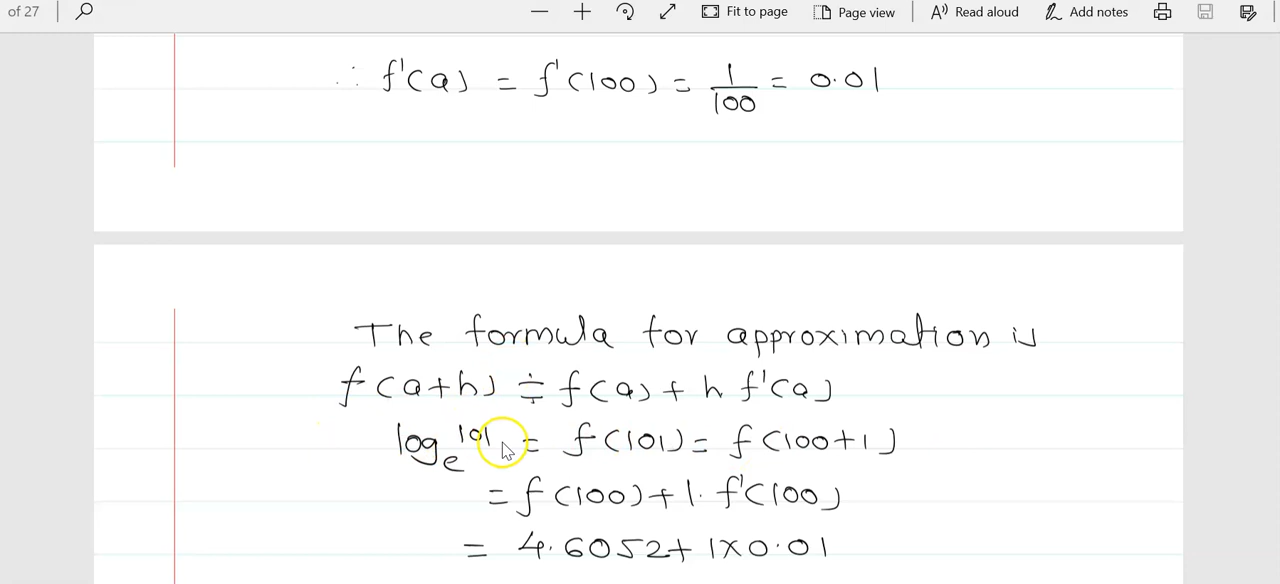 of 27 Fit to page Page view Read aloud Add notes
∴ f'(a) = f'(100) = 1/100 = 0.01
The formula for approximation is
f(a+h) ≑ f(a) + h f'(a)
log_e 101 = f(101) = f(100+1)
= f(100) + 1. f'(100)
= 4.6052 + 1×0.01